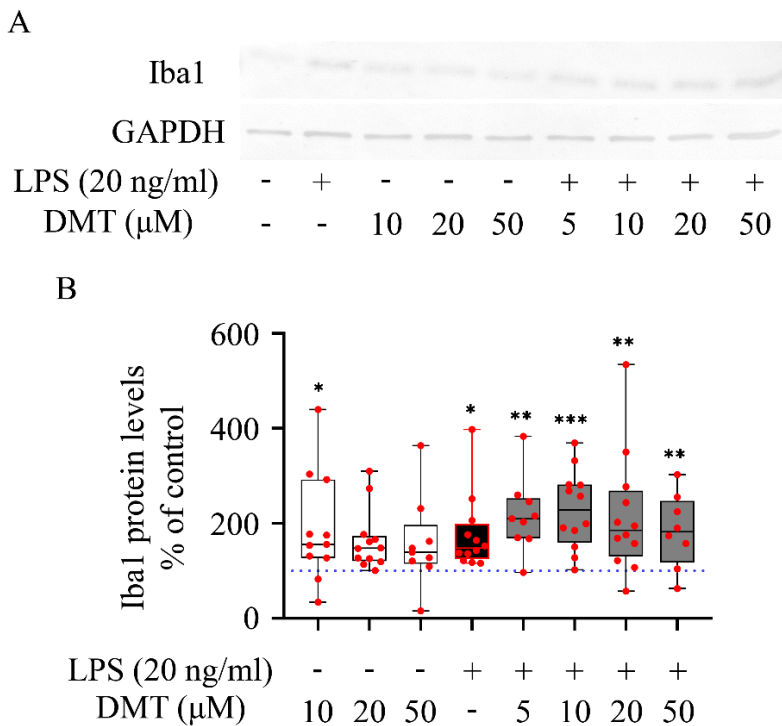 A
Iba1
GAPDH
LPS (20 ng/ml) - + - - - + + + +
DMT (μM) - - 10 20 50 5 10 20 50
B
Iba1 protein levels
% of control
600
400
200
0
* * ** *** ** **
LPS (20 ng/ml) - - - + + + + +
DMT (μM) 10 20 50 - 5 10 20 50